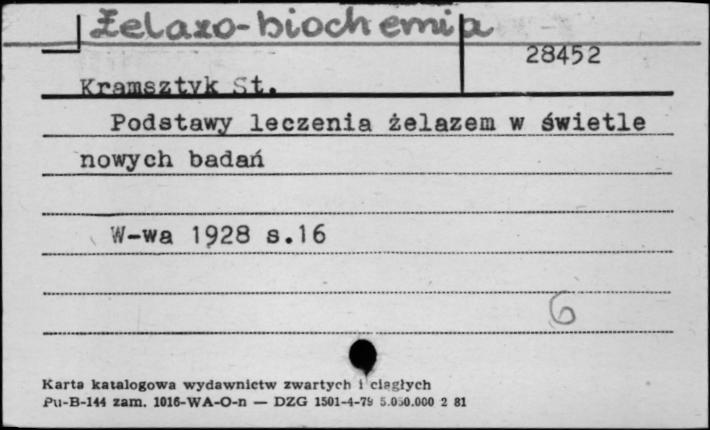 Żelazo-biochemia
28452
Kramsztyk St.
Podstawy leczenia żelazem w świetle
nowych badań
W-wa 1928 s.16
6
Karta katalogowa wydawnictw zwartych i ciągłych
Pu-B-144 zam. 1016-WA-O-n — DZG 1501-4-79 5.050.000 2 81